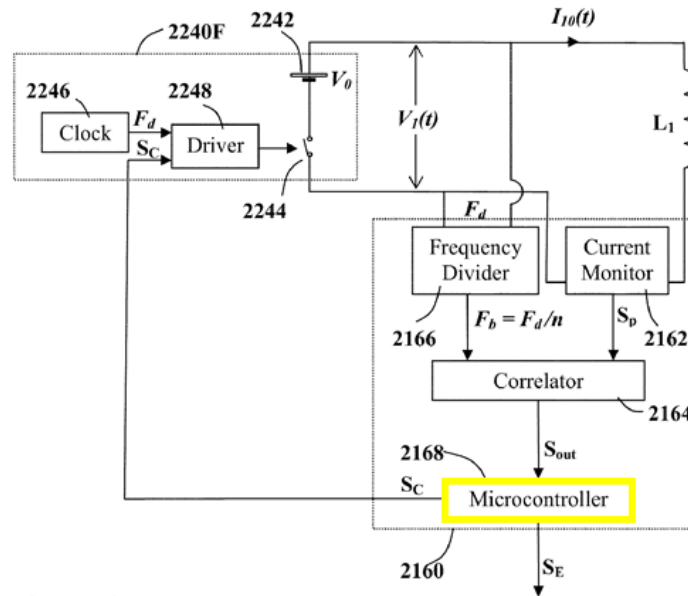 2240F
2242
I10(t)
2246
2248
V0
Clock
Fd
Driver
V1(t)
L1
SC
2244
Fd
Frequency
Divider
Current
Monitor
2166
Fb = Fd/n
Sp
2162
Correlator
2164
2168
Sout
SC
Microcontroller
2160
SE